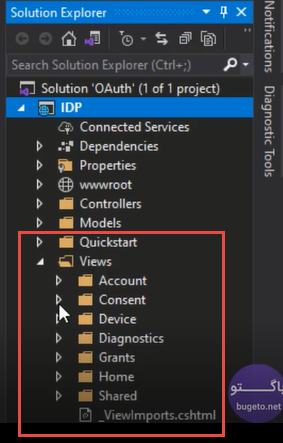 Solution Explorer
Search Solution Explorer (Ctrl+;)
Solution 'OAuth' (1 of 1 project)
IDP
Connected Services
Dependencies
Properties
wwwroot
Controllers
Models
Quickstart
Views
Account
Consent
Device
Diagnostics
Grants
Home
Shared
_ViewImports.cshtml
Notifications
Diagnostic Tools
باگتو
bugeto.net